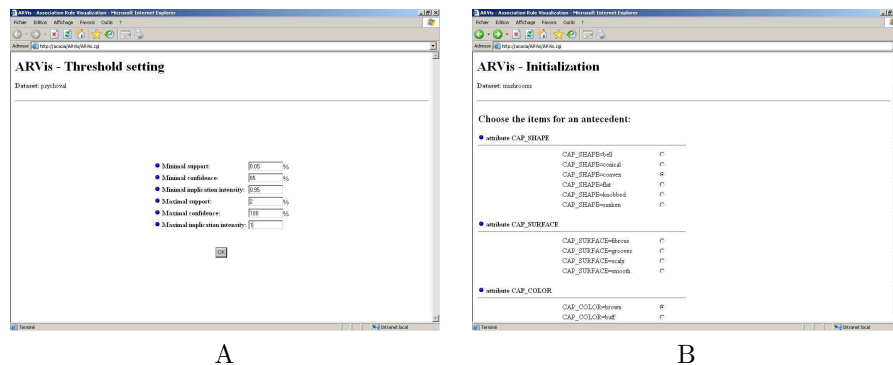 ARVis - Association Rule Visualization - Microsoft Internet Explorer
Fichier Edition Affichage Favoris Outils ?
Adresse http://acacia/ARVis/ARVis.cgi
ARVis - Threshold setting
Dataset: psychoval
Minimal support: 0.05 %
Minimal confidence: 85 %
Minimal implication intensity: 0.95
Maximal support: 2 %
Maximal confidence: 100 %
Maximal implication intensity: 1
OK
Terminé Intranet local
A
ARVis - Association Rule Visualization - Microsoft Internet Explorer
Fichier Edition Affichage Favoris Outils ?
Adresse http://acacia/ARVis/ARVis.cgi
ARVis - Initialization
Dataset: mushrooms
Choose the items for an antecedent:
attribute CAP_SHAPE
CAP_SHAPE=bell
CAP_SHAPE=conical
CAP_SHAPE=convex
CAP_SHAPE=flat
CAP_SHAPE=knobbed
CAP_SHAPE=sunken
attribute CAP_SURFACE
CAP_SURFACE=fibrous
CAP_SURFACE=grooves
CAP_SURFACE=scaly
CAP_SURFACE=smooth
attribute CAP_COLOR
CAP_COLOR=brown
CAP_COLOR=buff
Terminé Intranet local
B